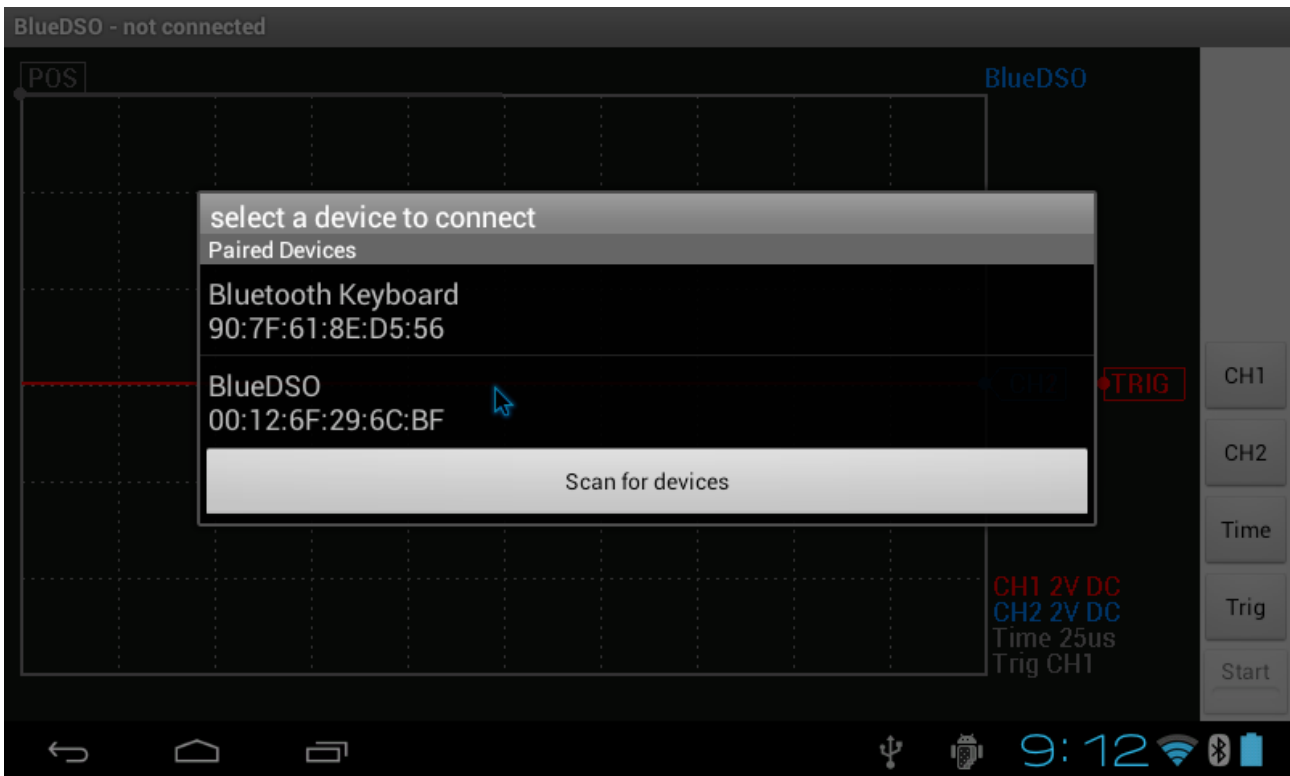 BlueDSO - not connected
POS
BlueDSO
select a device to connect
Paired Devices
Bluetooth Keyboard
90:7F:61:8E:D5:56
BlueDSO
00:12:6F:29:6C:BF
Scan for devices
TRIG
CH1
CH2
Time
Trig
Start
CH1 2V DC
CH2 2V DC
Time 25us
Trig CH1
9:12